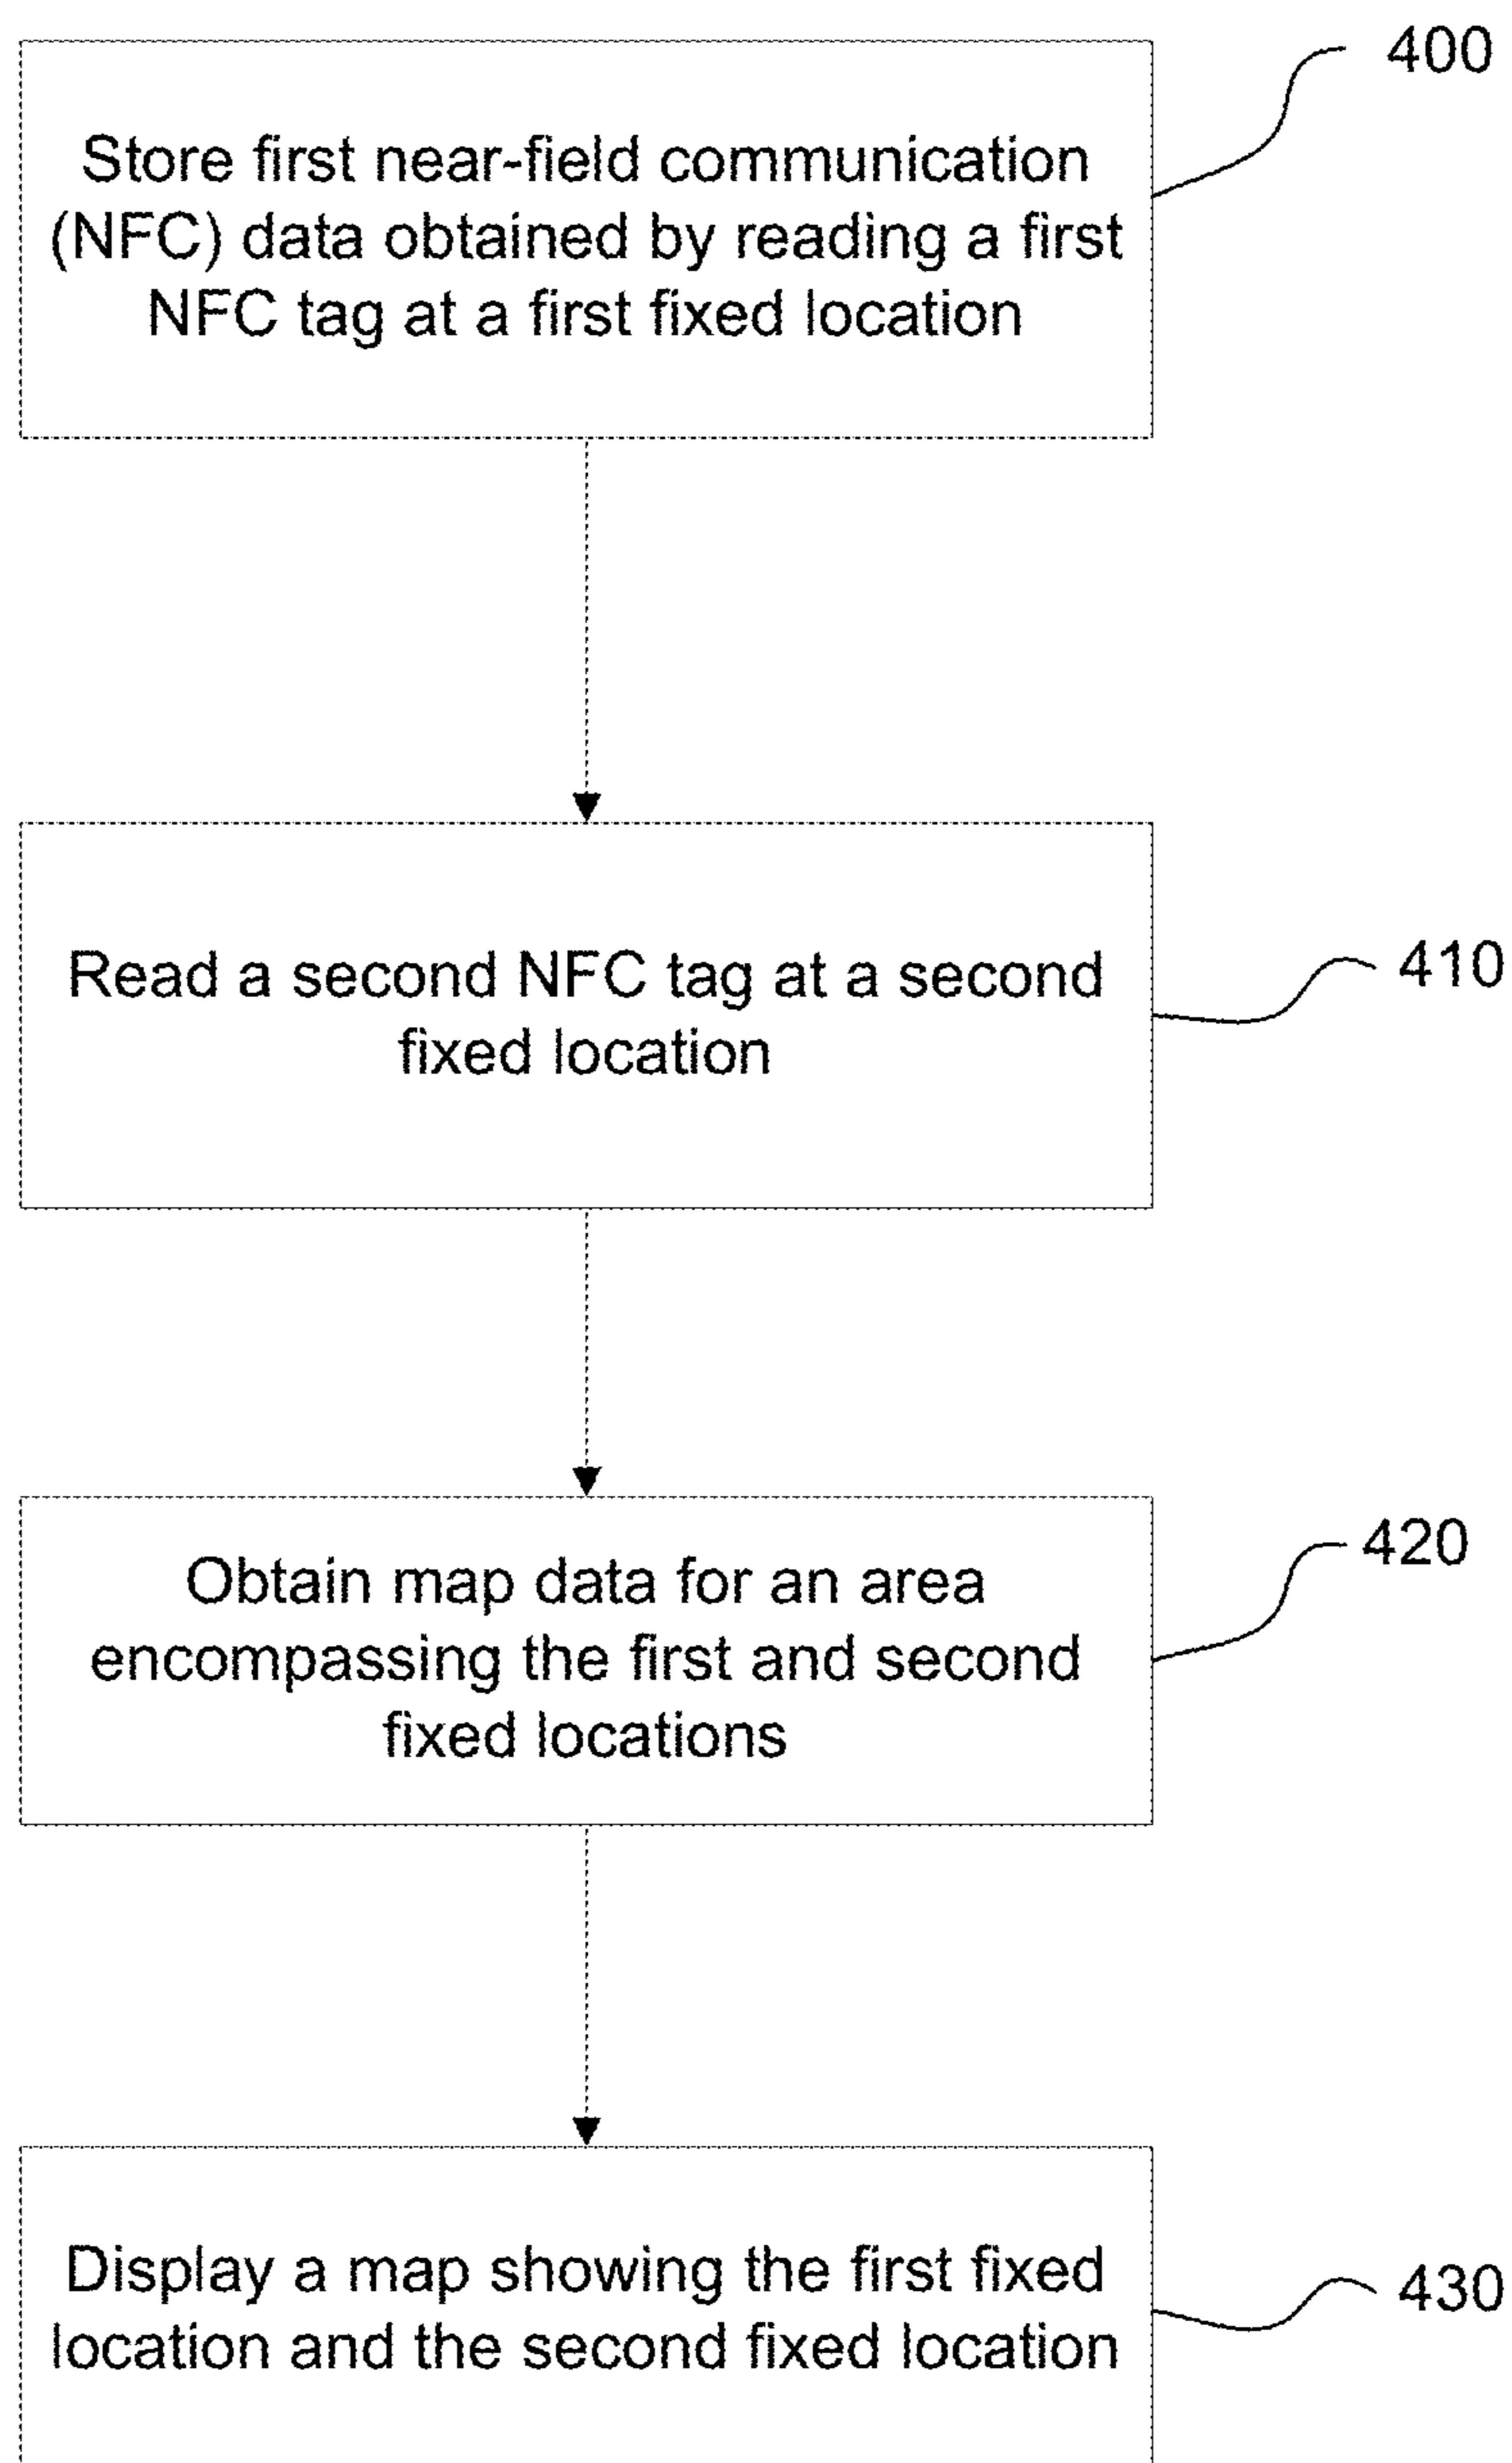 400
Store first near-field communication
(NFC) data obtained by reading a first
NFC tag at a first fixed location
410
Read a second NFC tag at a second
fixed location
420
Obtain map data for an area
encompassing the first and second
fixed locations
430
Display a map showing the first fixed
location and the second fixed location